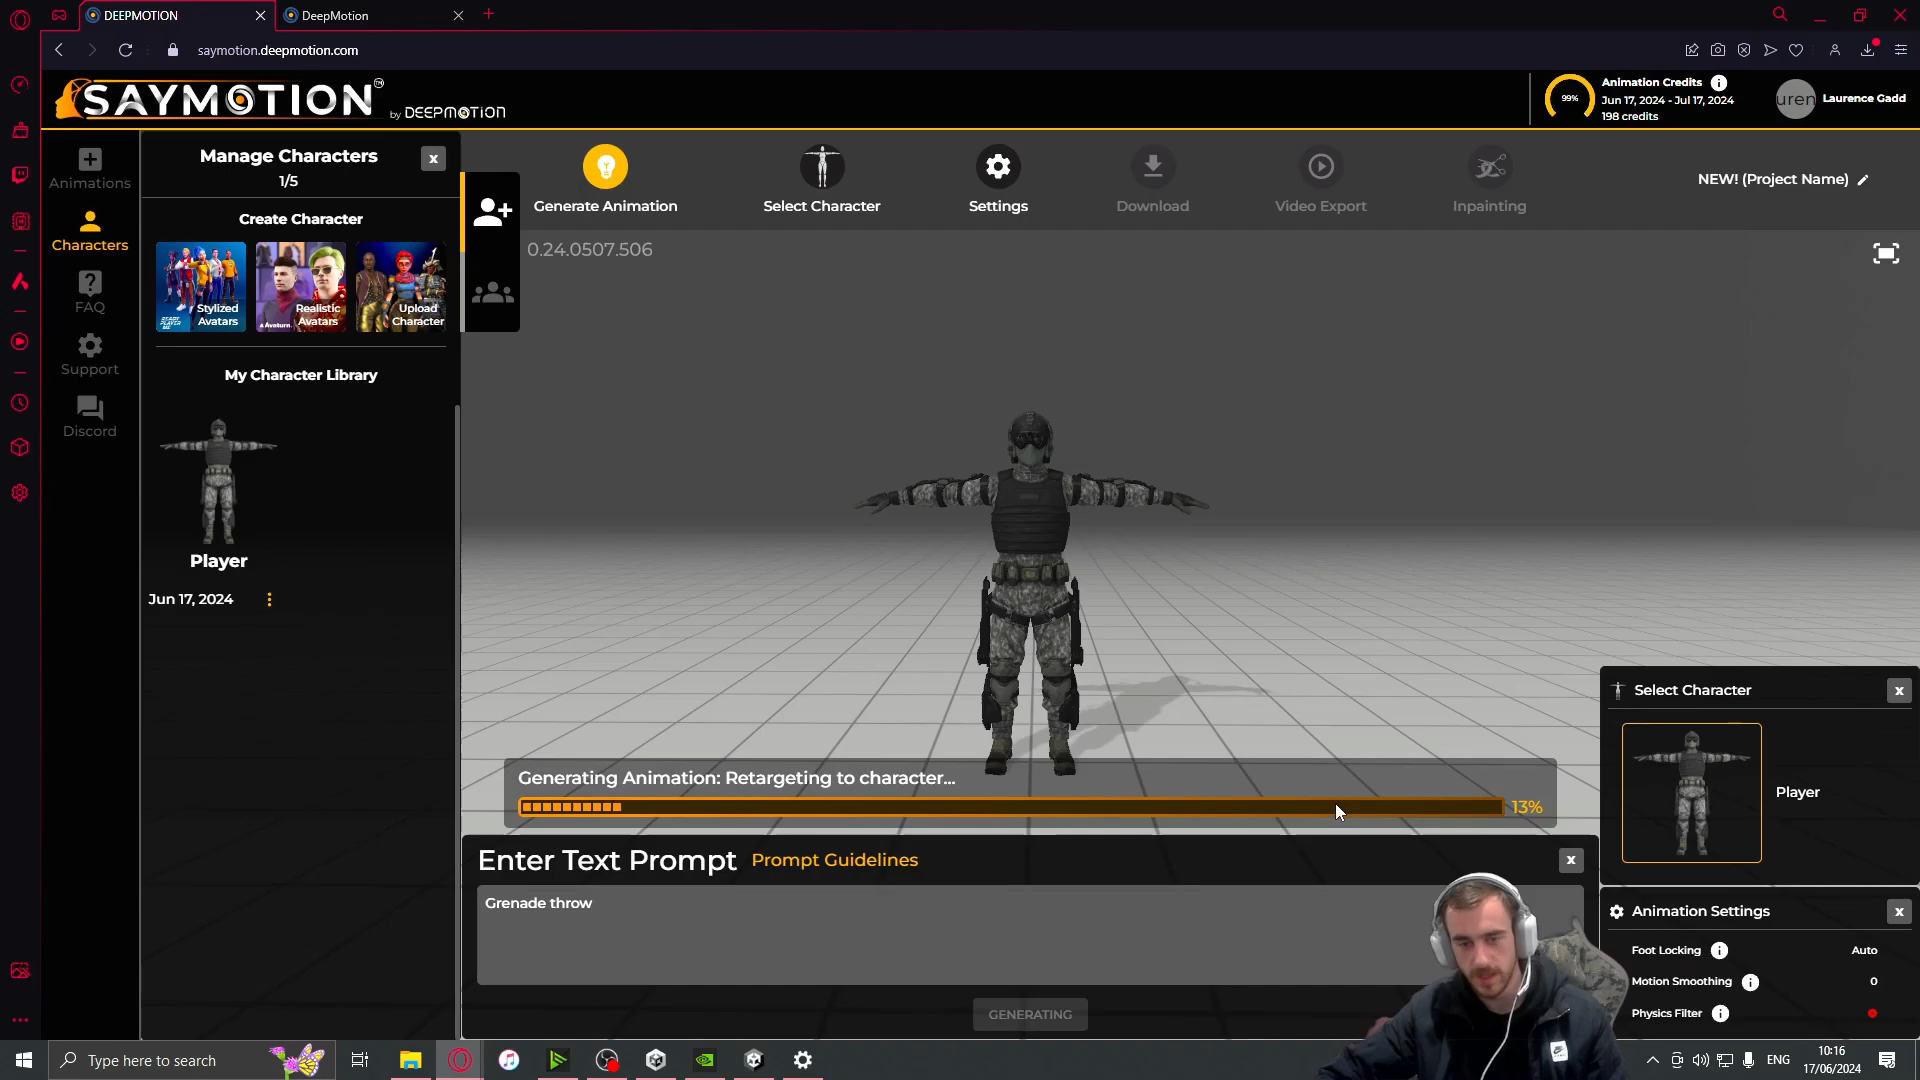 DEEPMOTION
DeepMotion
saymotion.deepmotion.com
SAYMOTION™
by DEEPMOTION
99%
Animation Credits
Jun 17, 2024 - Jul 17, 2024
198 credits
uren
Laurence Gadd
Animations
Characters
FAQ
Support
Discord
Manage Characters
1/5
Create Character
Stylized
Avatars
Realistic
Avatars
Upload
Character
My Character Library
Player
Jun 17, 2024
Generate Animation
Select Character
Settings
Download
Video Export
Inpainting
NEW! (Project Name)
0.24.0507.506
Generating Animation: Retargeting to character...
13%
Enter Text Prompt
Prompt Guidelines
Grenade throw
GENERATING
Select Character
Player
Animation Settings
Foot Locking
Auto
Motion Smoothing
0
Physics Filter
Type here to search
ENG
10:16
17/06/2024